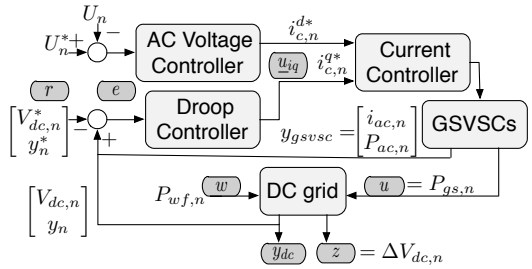 U_n
−
U_n^* +
AC Voltage Controller
i_{c,n}^{d*}
u_{iq}
i_{c,n}^{q*}
Current Controller
r
e
[V_{dc,n}^* y_n^*]
−
+
Droop Controller
y_{gsvsc} = [i_{ac,n} P_{ac,n}]
GSVSCs
[V_{dc,n} y_n]
P_{wf,n}
w
DC grid
u = P_{gs,n}
y_{dc}
z = ΔV_{dc,n}